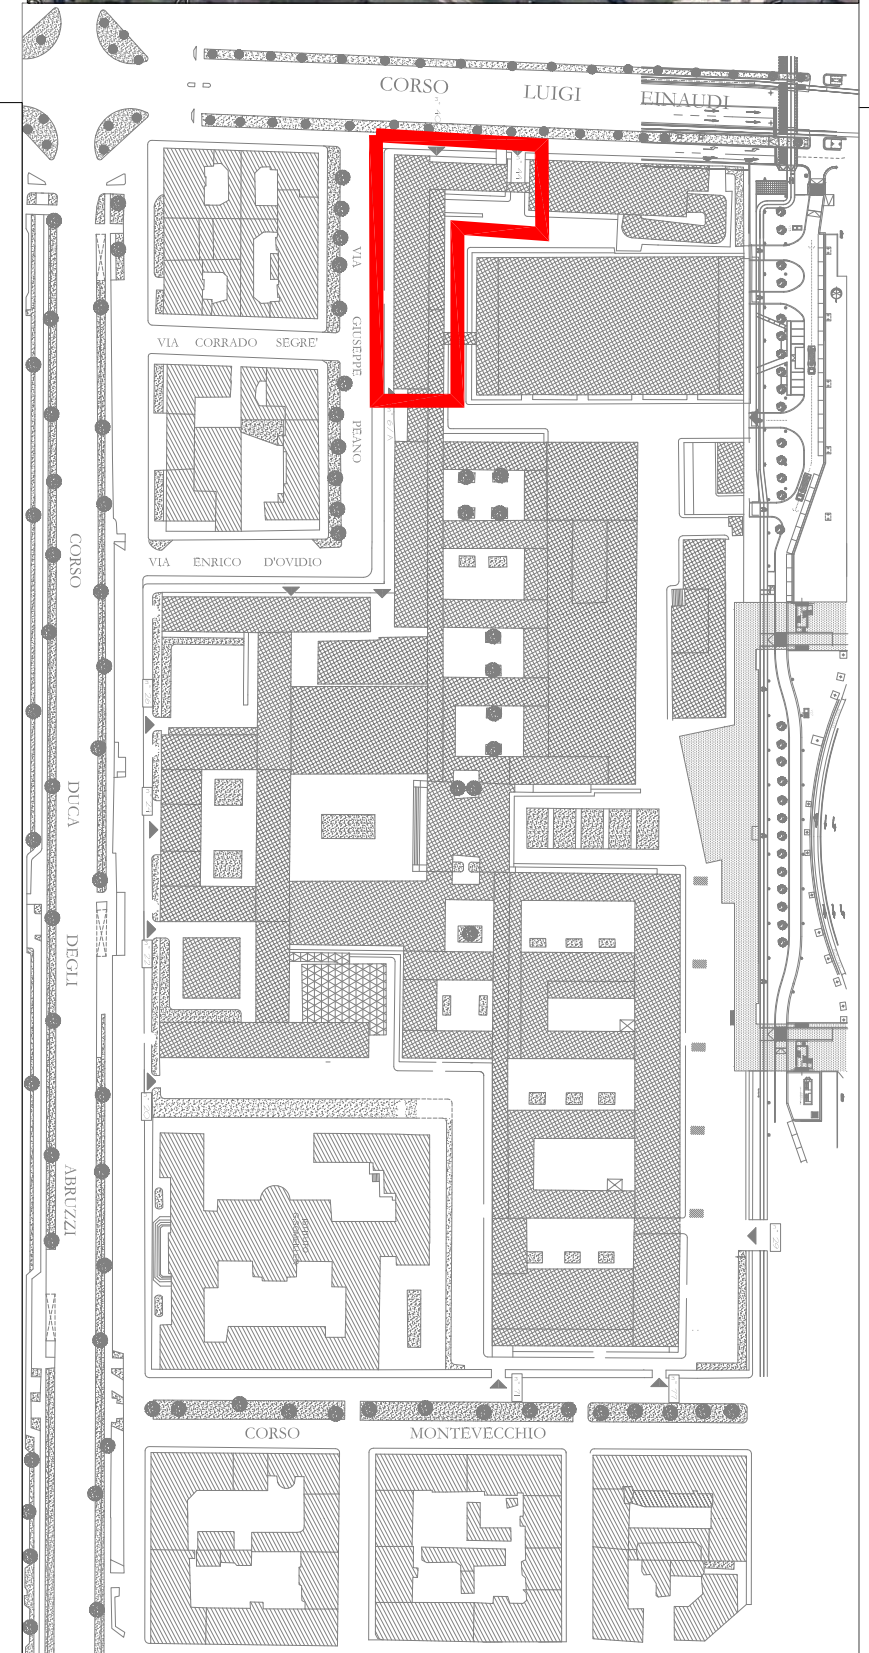 CORSO LUIGI EINAUDI
VIA
GIUSEPPE
PEANO
VIA CORRADO SEGRE'
VIA ENRICO D'OVIDIO
CORSO
DUCA
DEGLI
ABRUZZI
CORSO MONTEVECCHIO